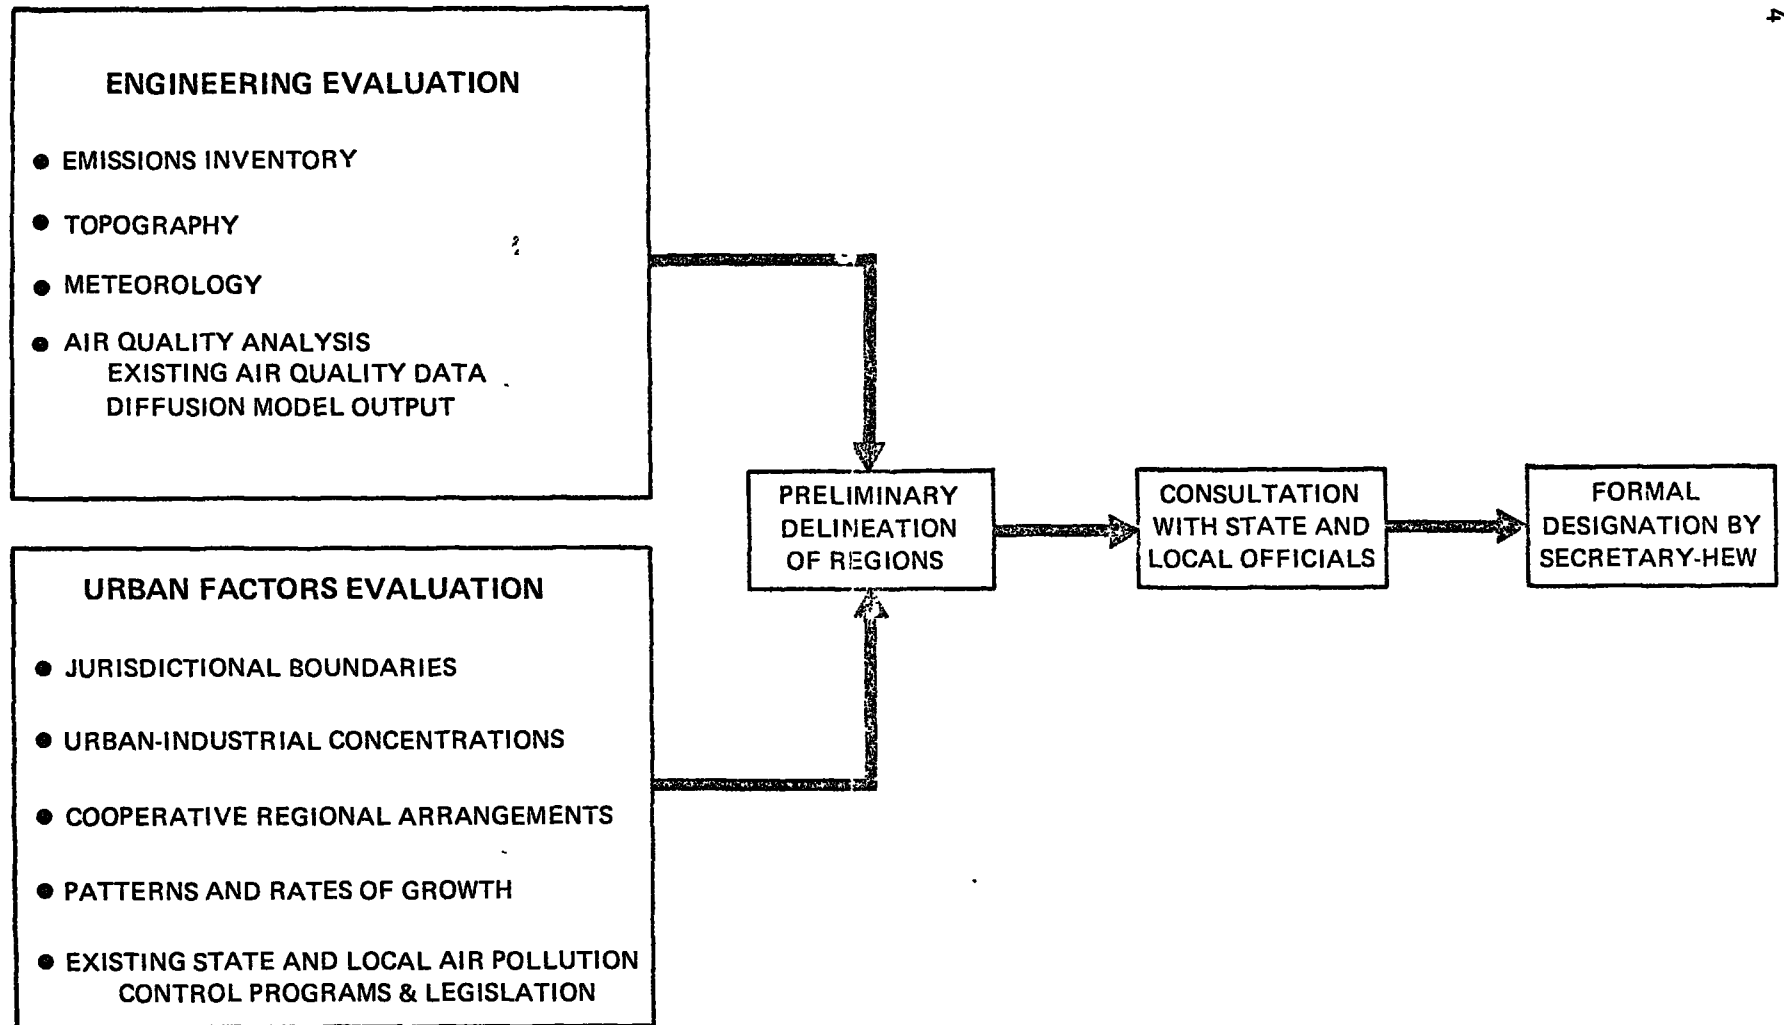 4
ENGINEERING EVALUATION
● EMISSIONS INVENTORY
● TOPOGRAPHY
● METEOROLOGY
● AIR QUALITY ANALYSIS
EXISTING AIR QUALITY DATA
DIFFUSION MODEL OUTPUT
URBAN FACTORS EVALUATION
● JURISDICTIONAL BOUNDARIES
● URBAN-INDUSTRIAL CONCENTRATIONS
● COOPERATIVE REGIONAL ARRANGEMENTS
● PATTERNS AND RATES OF GROWTH
● EXISTING STATE AND LOCAL AIR POLLUTION
CONTROL PROGRAMS & LEGISLATION
PRELIMINARY
DELINEATION
OF REGIONS
CONSULTATION
WITH STATE AND
LOCAL OFFICIALS
FORMAL
DESIGNATION BY
SECRETARY-HEW